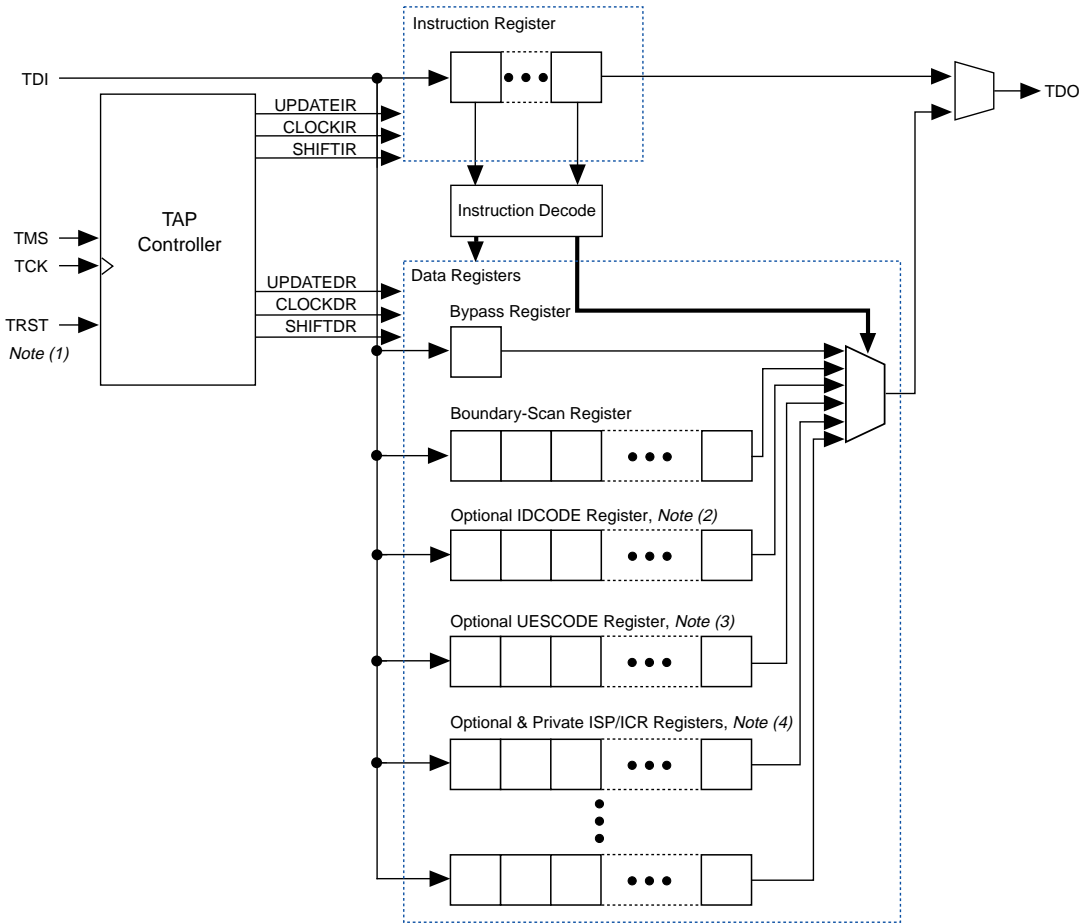 Instruction Register
TDI
TDO
UPDATEIR
CLOCKIR
SHIFTIR
TAP
Controller
Instruction Decode
TMS
TCK
TRST
Note (1)
UPDATEDR
CLOCKDR
SHIFTDR
Data Registers
Bypass Register
Boundary-Scan Register
Optional IDCODE Register, Note (2)
Optional UESCODE Register, Note (3)
Optional & Private ISP/ICR Registers, Note (4)